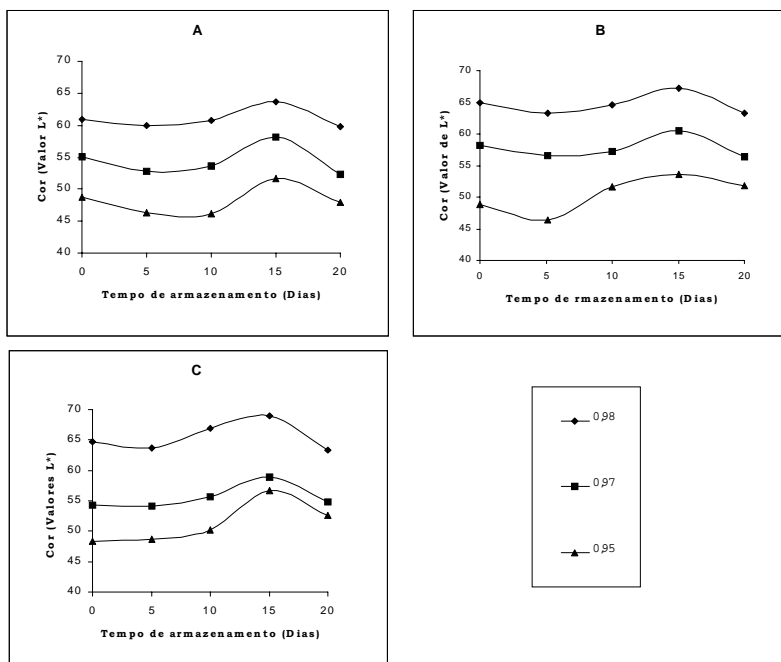 A
Cor (Valor L*)
70
65
60
55
50
45
40
0 5 10 15 20
Tempo de armazenamento (Dias)
B
Cor (Valor de L*)
70
65
60
55
50
45
40
0 5 10 15 20
Tempo de rmazenamento (Dias)
C
Cor (Valores L*)
70
65
60
55
50
45
40
0 5 10 15 20
Tempo de armazenamento (Dias)
0,98
0,97
0,95